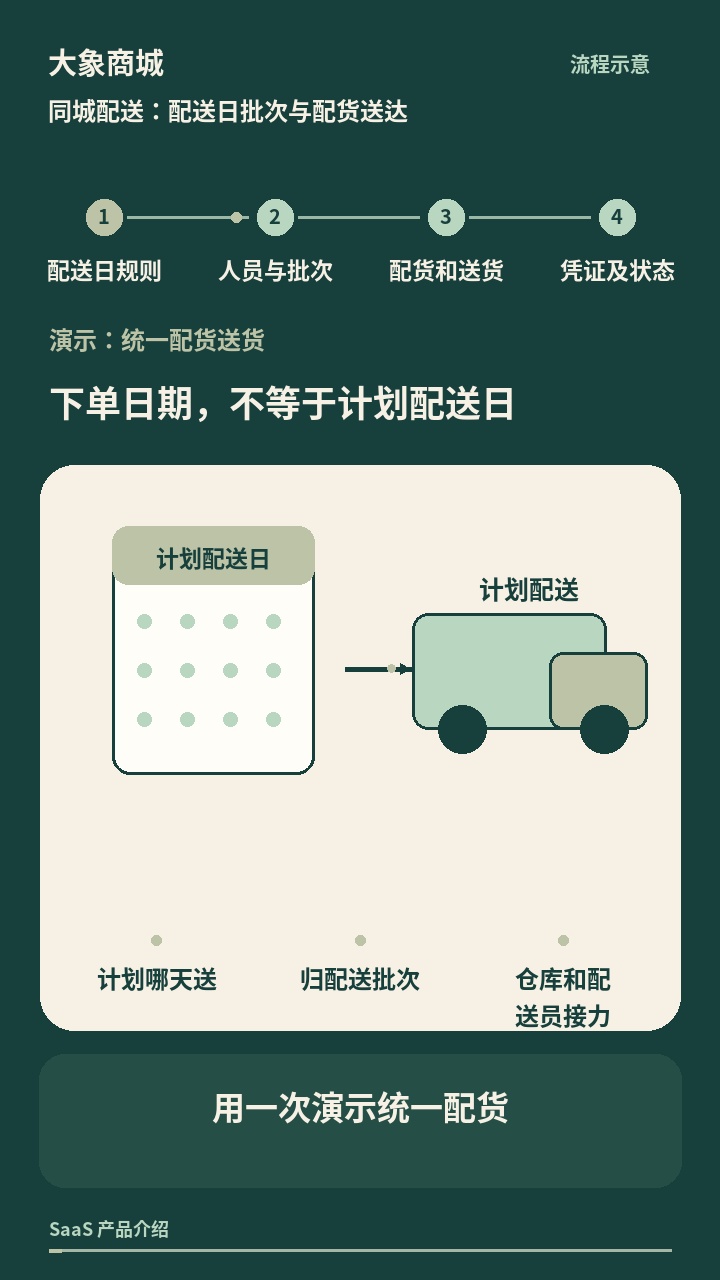 大象商城
流程示意
同城配送：配送日批次与配货送达
1 2 3 4
配送日规则 人员与批次 配货和送货 凭证及状态
演示：统一配货送货
下单日期，不等于计划配送日
计划配送日
计划配送
计划哪天送
归配送批次
仓库和配
送员接力
用一次演示统一配货
SaaS 产品介绍